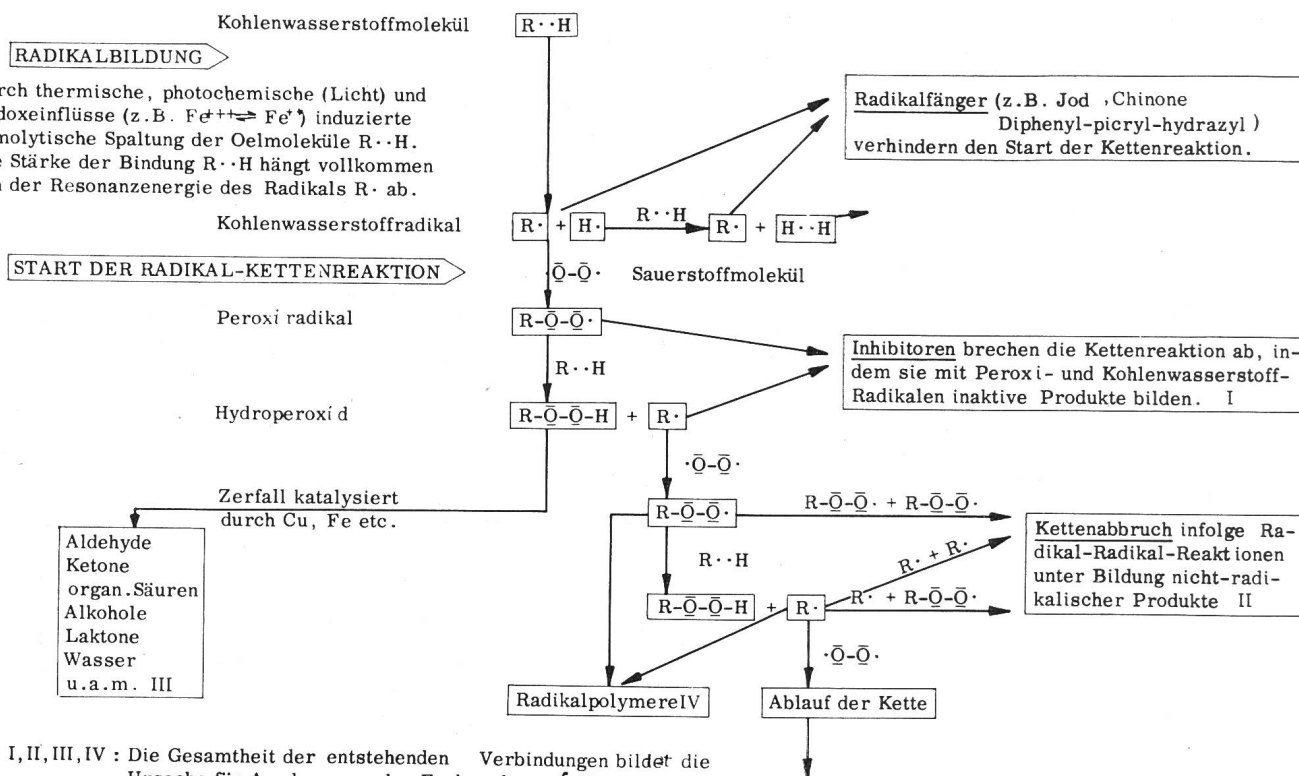 Kohlenwasserstoffmolekül R··H
RADIKALBILDUNG
rch thermische, photochemische (Licht) und
doxeinflüsse (z.B. Fe+++⇌ Fe++) induzierte
molytische Spaltung der Oelmoleküle R··H.
e Stärke der Bindung R··H hängt vollkommen
n der Resonanzenergie des Radikals R· ab.
Radikalfänger (z.B. Jod ,Chinone
Diphenyl-picryl-hydrazyl )
verhindern den Start der Kettenreaktion.
Kohlenwasserstoffradikal R· + H· R··H R· + H··H
START DER RADIKAL-KETTENREAKTION
·O̲̅-O̲̅· Sauerstoffmolekül
Peroxi radikal R-O̲̅-O̲̅·
R··H
Inhibitoren brechen die Kettenreaktion ab, in-
dem sie mit Peroxi- und Kohlenwasserstoff-
Radikalen inaktive Produkte bilden. I
Hydroperoxid R-O̲̅-O̲̅-H + R·
·O̲̅-O̲̅·
Zerfall katalysiert
durch Cu, Fe etc.
R-O̲̅-O̲̅· R-O̲̅-O̲̅· + R-O̲̅-O̲̅·
Aldehyde
Ketone
organ.Säuren
Alkohole
Laktone
Wasser
u.a.m. III
R··H
R· + R·
Kettenabbruch infolge Ra-
dikal-Radikal-Reaktionen
unter Bildung nicht-radi-
kalischer Produkte II
R-O̲̅-O̲̅-H + R· R· + R-O̲̅-O̲̅·
·O̲̅-O̲̅·
RadikalpolymereIV
Ablauf der Kette
I,II,III,IV : Die Gesamtheit der entstehenden Verbindungen bildet die